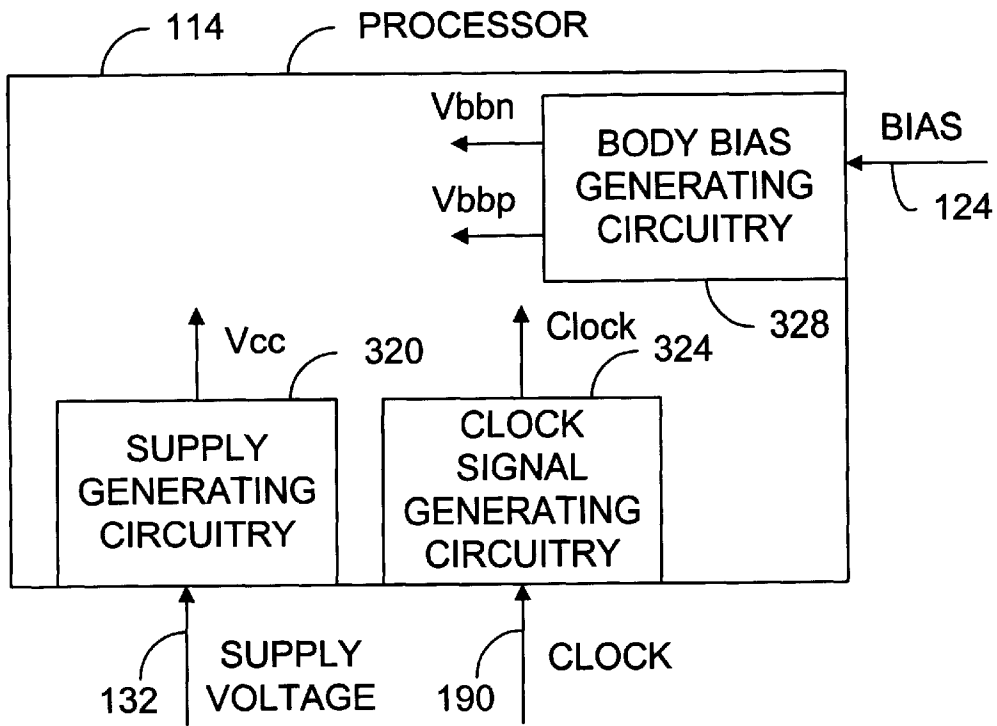 114
PROCESSOR
Vbbn
Vbbp
BODY BIAS
GENERATING
CIRCUITRY
BIAS
124
328
Vcc
320
Clock
324
SUPPLY
GENERATING
CIRCUITRY
CLOCK
SIGNAL
GENERATING
CIRCUITRY
132
SUPPLY
VOLTAGE
190
CLOCK